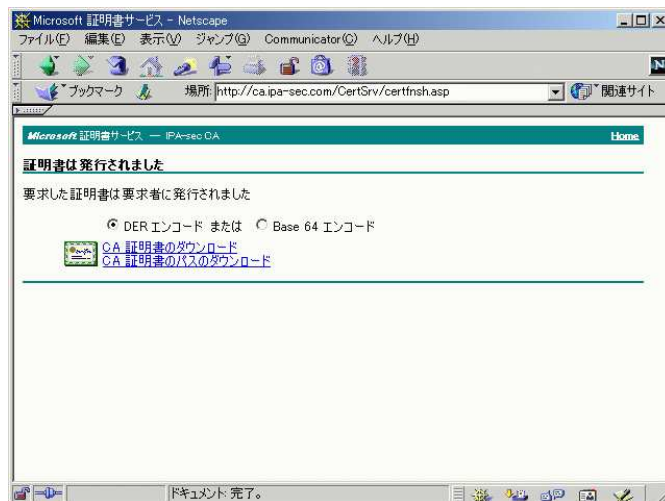 Microsoft 証明書サービス - Netscape
ファイル(F) 編集(E) 表示(V) ジャンプ(G) Communicator(C) ヘルプ(H)
ブックマーク 場所: http://ca.ipa-sec.com/CertSrv/certfnsh.asp 関連サイト
Microsoft 証明書サービス — IPA-sec CA Home
証明書は発行されました
要求した証明書は要求者に発行されました
DER エンコード または Base 64 エンコード
CA 証明書のダウンロード
CA 証明書のパスのダウンロード
ドキュメント: 完了。